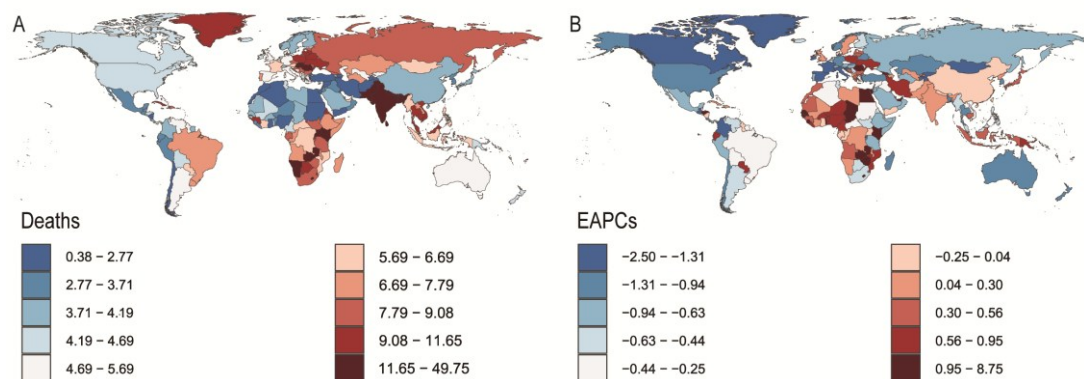 A
B
Deaths
0.38 – 2.77
2.77 – 3.71
3.71 – 4.19
4.19 – 4.69
4.69 – 5.69
5.69 – 6.69
6.69 – 7.79
7.79 – 9.08
9.08 – 11.65
11.65 – 49.75
EAPCs
−2.50 – −1.31
−1.31 – −0.94
−0.94 – −0.63
−0.63 – −0.44
−0.44 – −0.25
−0.25 – 0.04
0.04 – 0.30
0.30 – 0.56
0.56 – 0.95
0.95 – 8.75